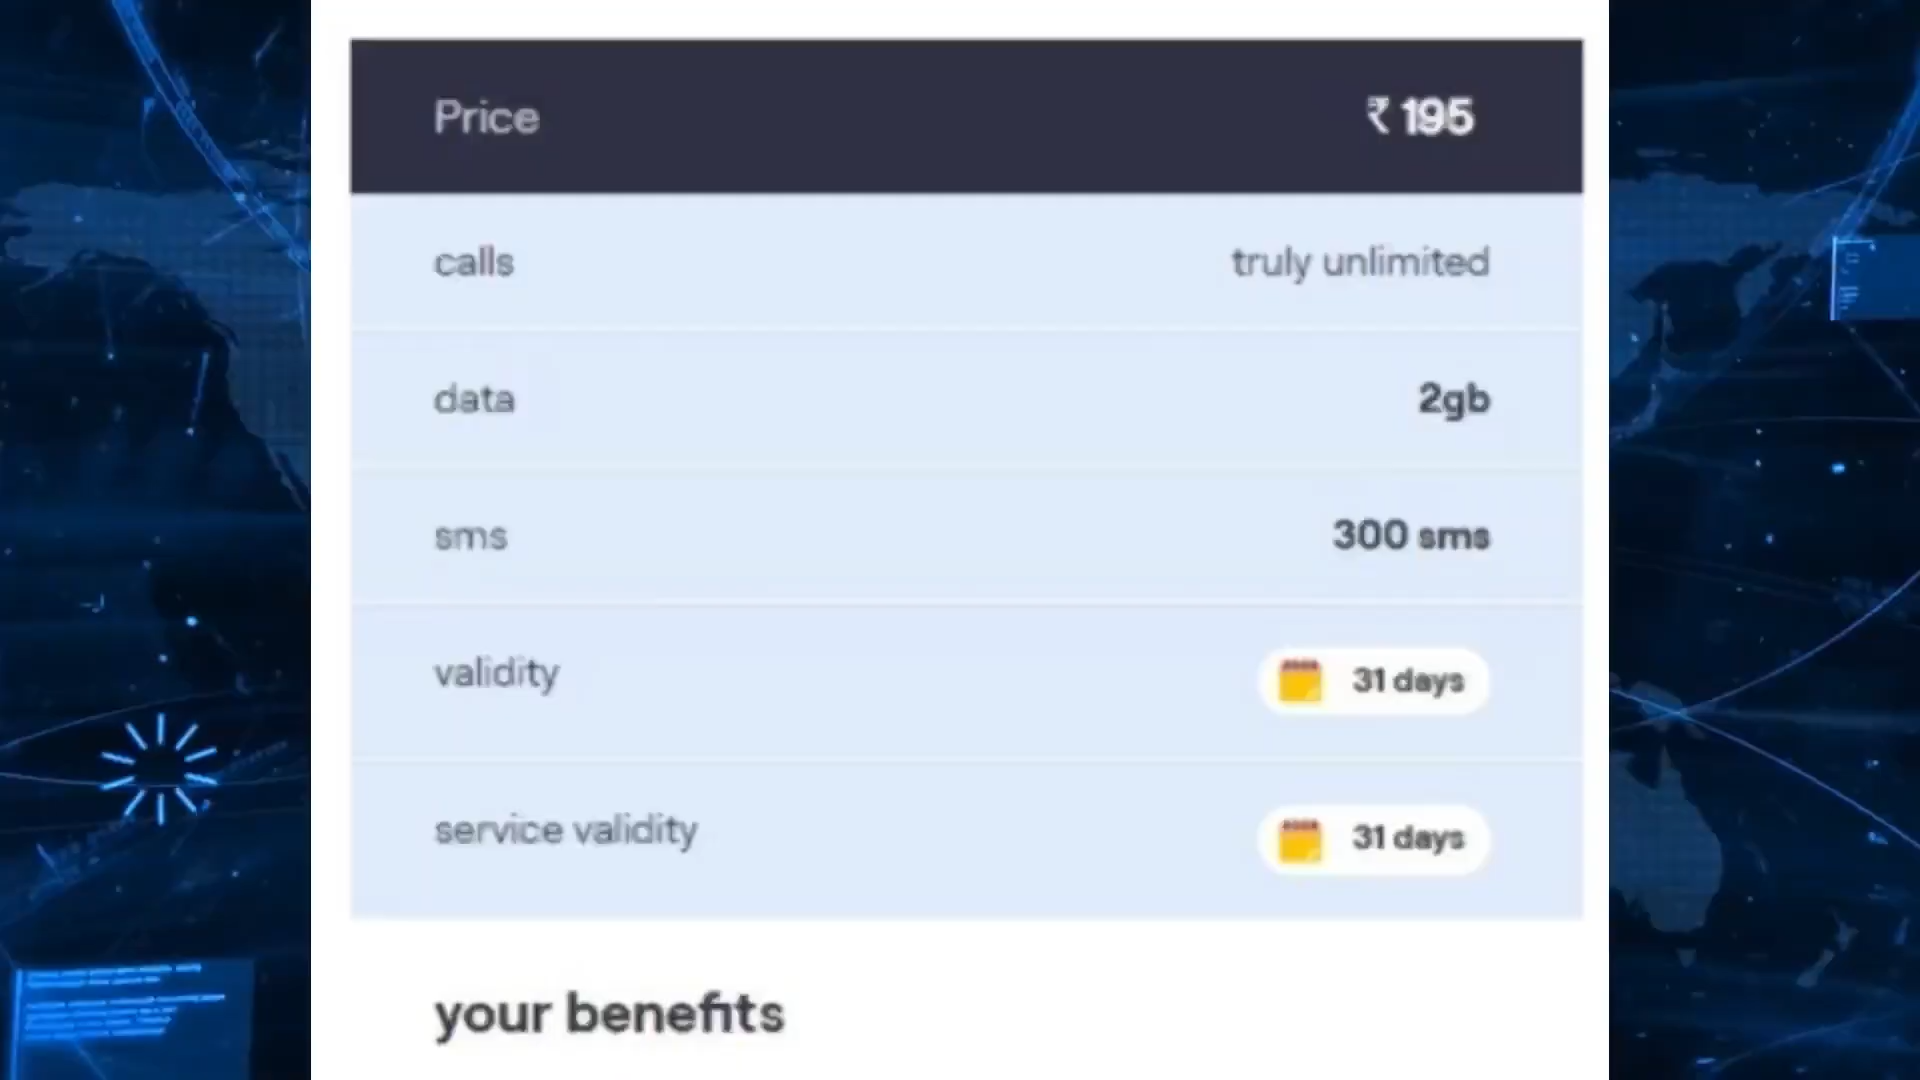 Price ₹ 195
calls truly unlimited
data 2gb
sms 300 sms
validity 31 days
service validity 31 days
your benefits